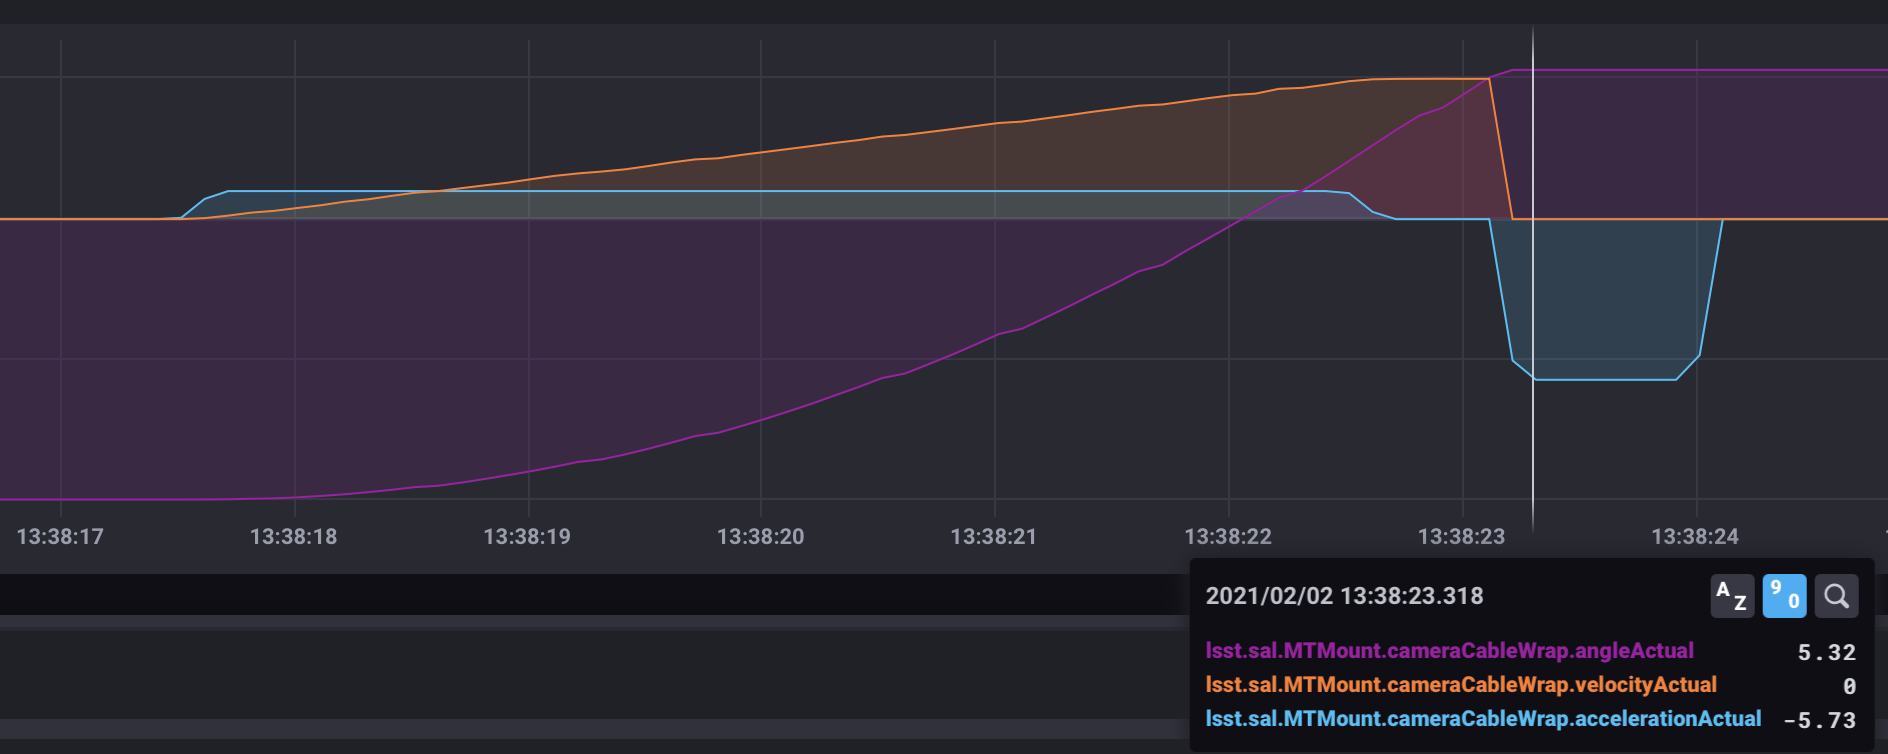 13:38:17 13:38:18 13:38:19 13:38:20 13:38:21 13:38:22 13:38:23 13:38:24
2021/02/02 13:38:23.318 A Z 9 0
lsst.sal.MTMount.cameraCableWrap.angleActual 5.32
lsst.sal.MTMount.cameraCableWrap.velocityActual 0
lsst.sal.MTMount.cameraCableWrap.accelerationActual -5.73